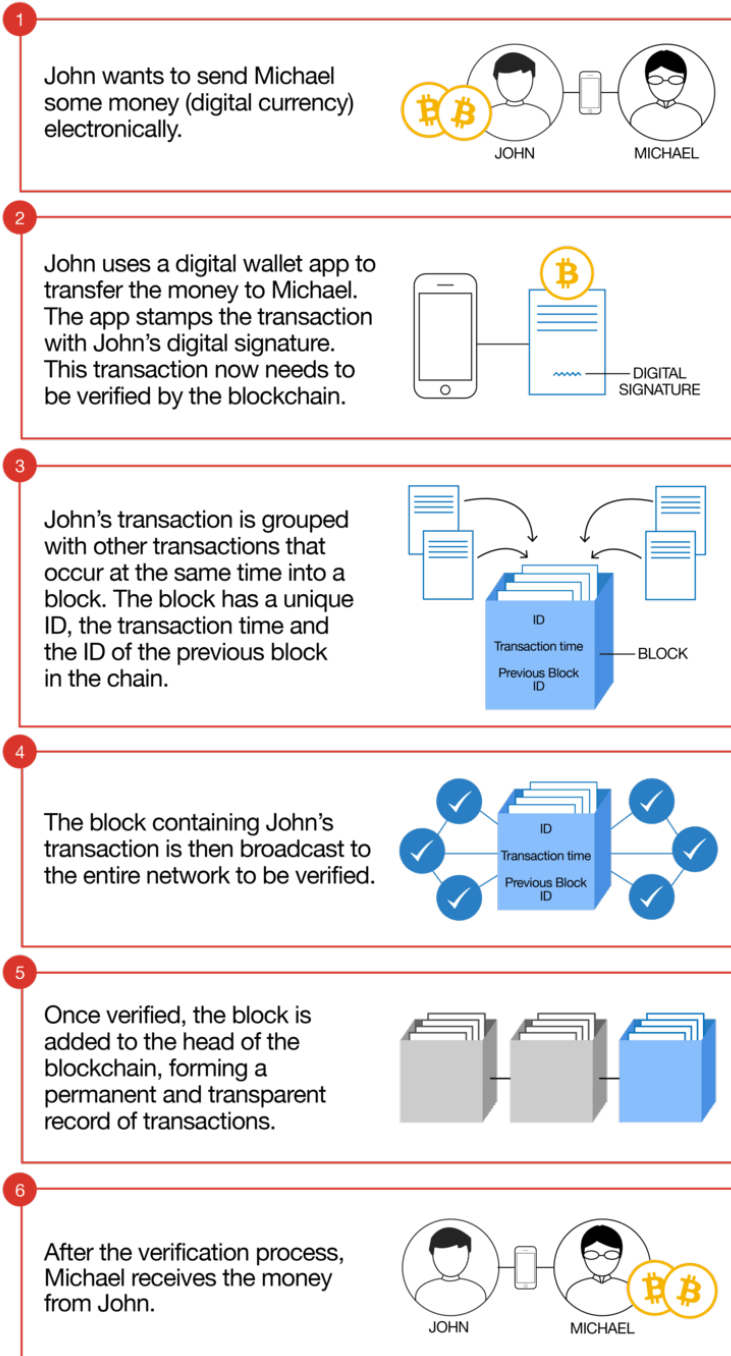 1
John wants to send Michael
some money (digital currency)
electronically.
JOHN
MICHAEL
2
John uses a digital wallet app to
transfer the money to Michael.
The app stamps the transaction
with John’s digital signature.
This transaction now needs to
be verified by the blockchain.
DIGITAL
SIGNATURE
3
John’s transaction is grouped
with other transactions that
occur at the same time into a
block. The block has a unique
ID, the transaction time and
the ID of the previous block
in the chain.
ID
Transaction time
Previous Block
ID
BLOCK
4
The block containing John’s
transaction is then broadcast to
the entire network to be verified.
ID
Transaction time
Previous Block
ID
5
Once verified, the block is
added to the head of the
blockchain, forming a
permanent and transparent
record of transactions.
6
After the verification process,
Michael receives the money
from John.
JOHN
MICHAEL